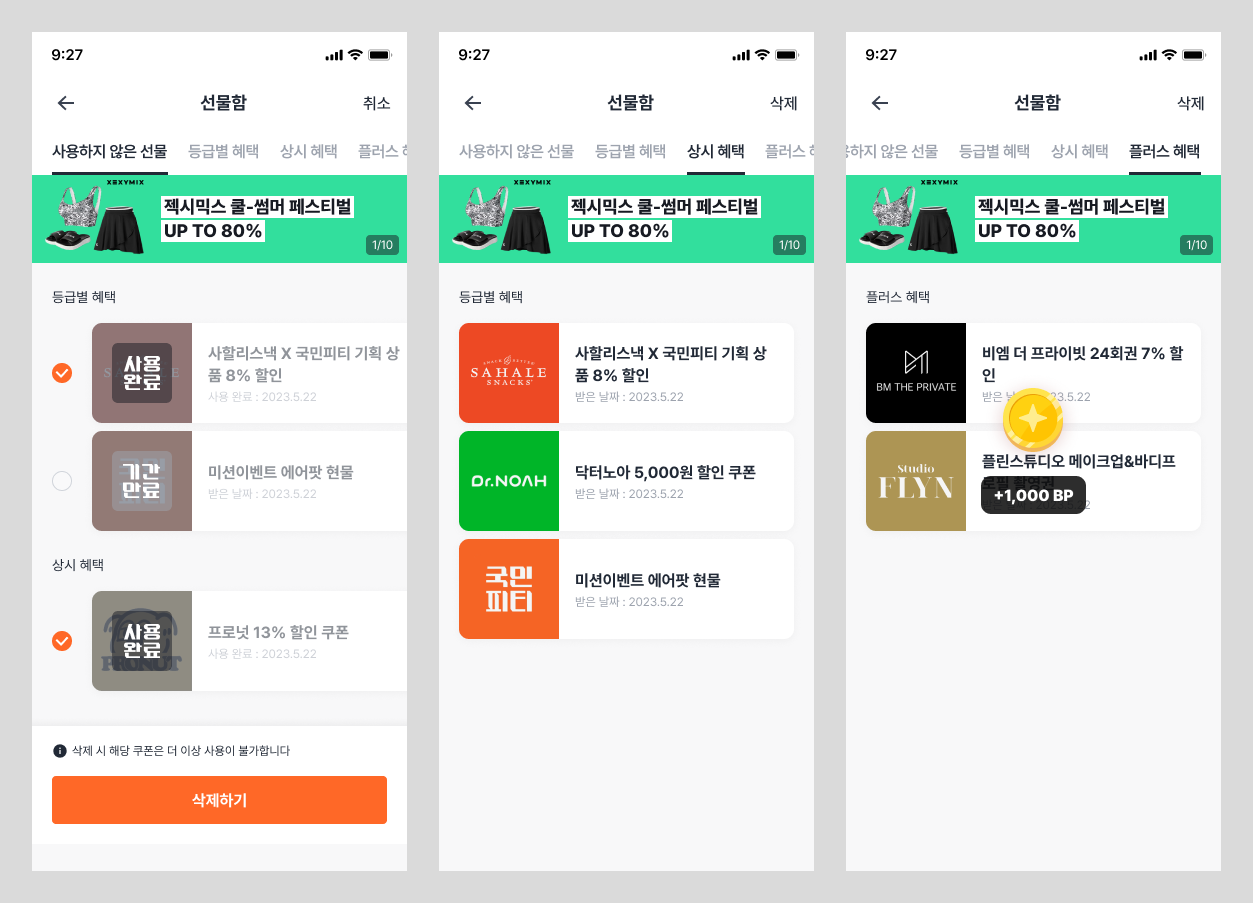 9:27
선물함
취소
사용하지 않은 선물
등급별 혜택
상시 혜택
플러스
XEXYMIX
젝시믹스 쿨-썸머 페스티벌
UP TO 80%
1/10
등급별 혜택
사용
완료
사할리스낵 X 국민피티 기획 상
품 8% 할인
사용 완료 : 2023.5.22
기간
만료
미션이벤트 에어팟 현물
받은 날짜 : 2023.5.22
상시 혜택
사용
완료
PRONUT
프로넛 13% 할인 쿠폰
사용 완료 : 2023.5.22
삭제 시 해당 쿠폰은 더 이상 사용이 불가합니다
삭제하기
9:27
선물함
삭제
사용하지 않은 선물
등급별 혜택
상시 혜택
플러스
XEXYMIX
젝시믹스 쿨-썸머 페스티벌
UP TO 80%
1/10
등급별 혜택
SAHALE
SNACKS
사할리스낵 X 국민피티 기획 상
품 8% 할인
받은 날짜 : 2023.5.22
Dr.NOAH
닥터노아 5,000원 할인 쿠폰
받은 날짜 : 2023.5.22
국민
피티
미션이벤트 에어팟 현물
받은 날짜 : 2023.5.22
9:27
선물함
삭제
않은 선물
등급별 혜택
상시 혜택
플러스 혜택
XEXYMIX
젝시믹스 쿨-썸머 페스티벌
UP TO 80%
1/10
플러스 혜택
BM THE PRIVATE
비엠 더 프라이빗 24회권 7% 할
인
받은
3.5.22
Studio
FLYN
플린스튜디오 메이크업&바디프
로필 촬영권
+1,000 BP